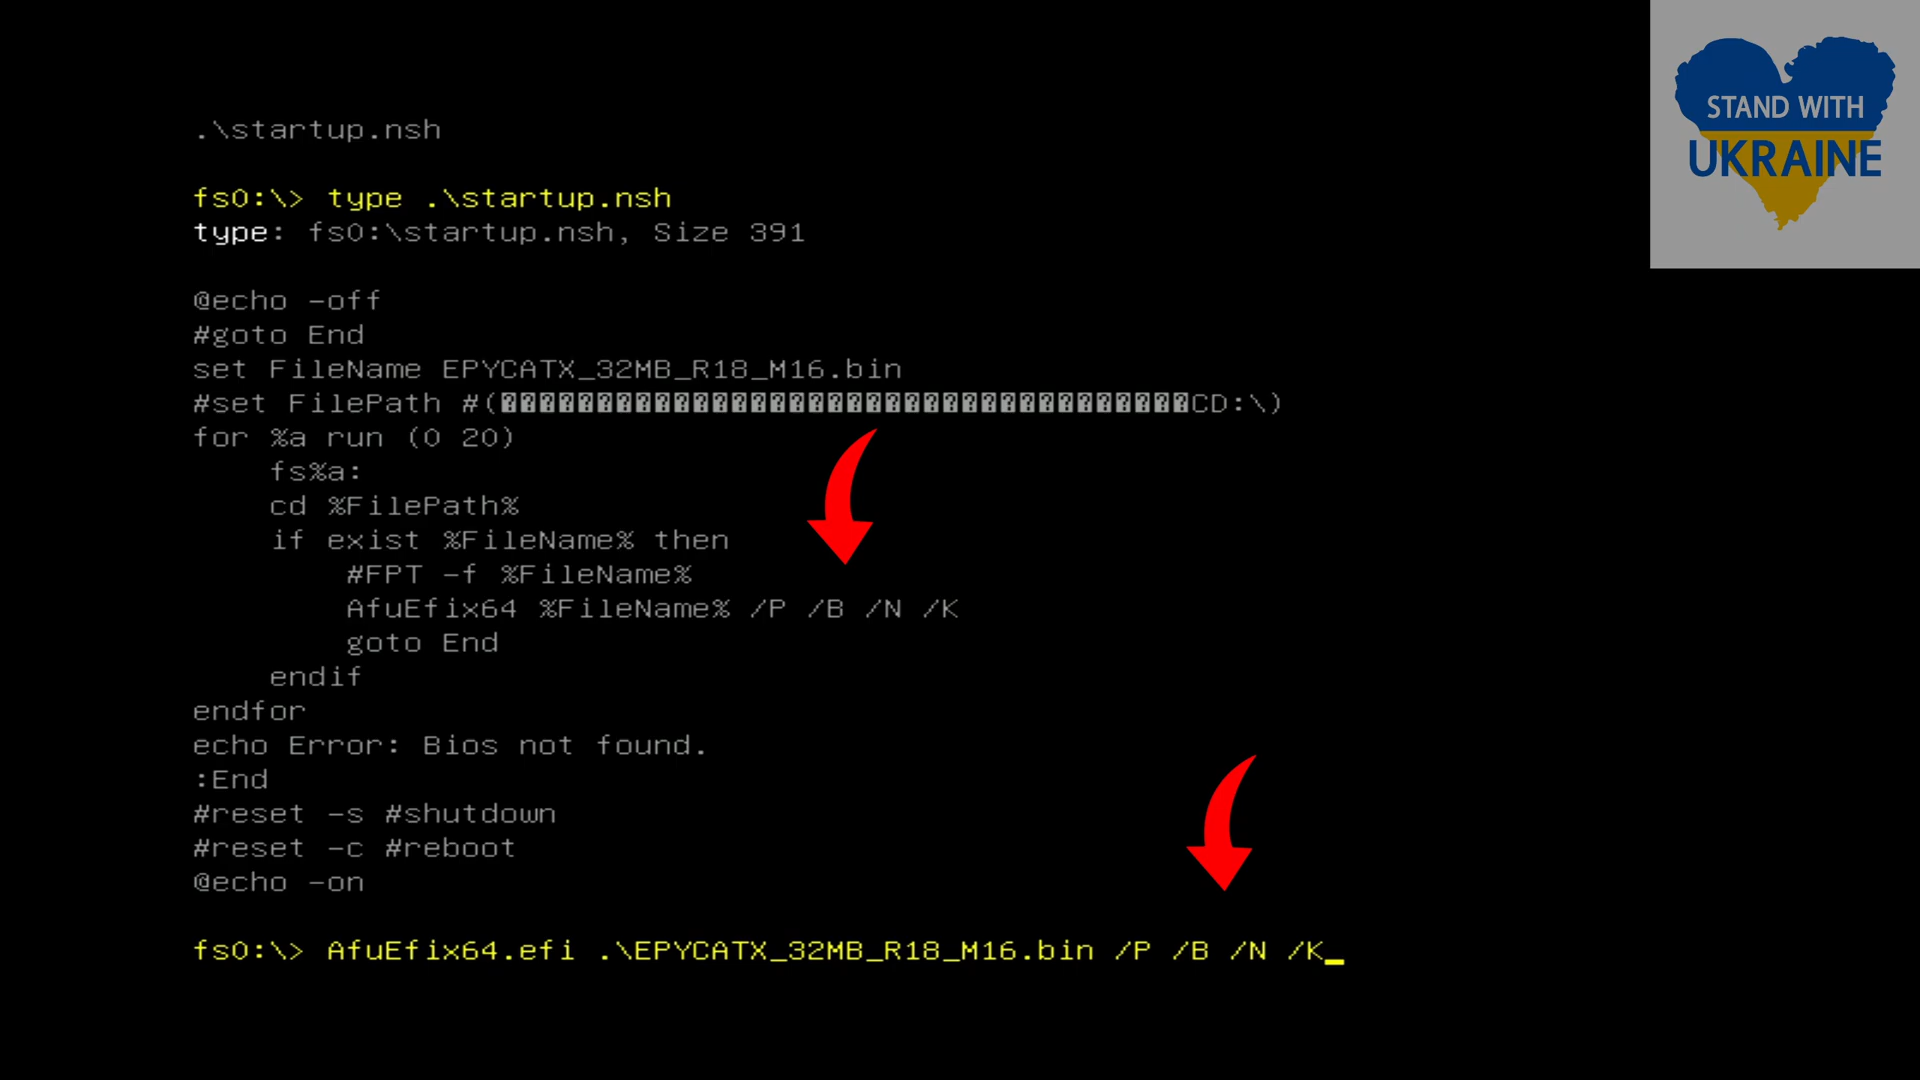 .\startup.nsh
fs0:\> type .\startup.nsh
type: fs0:\startup.nsh, Size 391
@echo -off
#goto End
set FileName EPYCATX_32MB_R18_M16.bin
#set FilePath #(����������������������������������CD:\)
for %a run (0 20)
fs%a:
cd %FilePath%
if exist %FileName% then
#FPT -f %FileName%
AfuEfix64 %FileName% /P /B /N /K
goto End
endif
endfor
echo Error: Bios not found.
:End
#reset -s #shutdown
#reset -c #reboot
@echo -on
fs0:\> AfuEfix64.efi .\EPYCATX_32MB_R18_M16.bin /P /B /N /K_
STAND WITH
UKRAINE